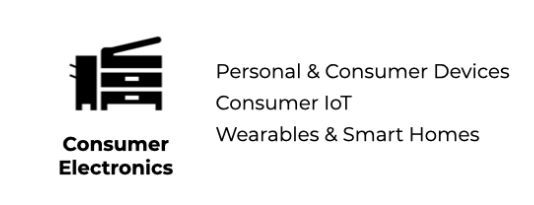 Consumer
Electronics
Personal & Consumer Devices
Consumer IoT
Wearables & Smart Homes